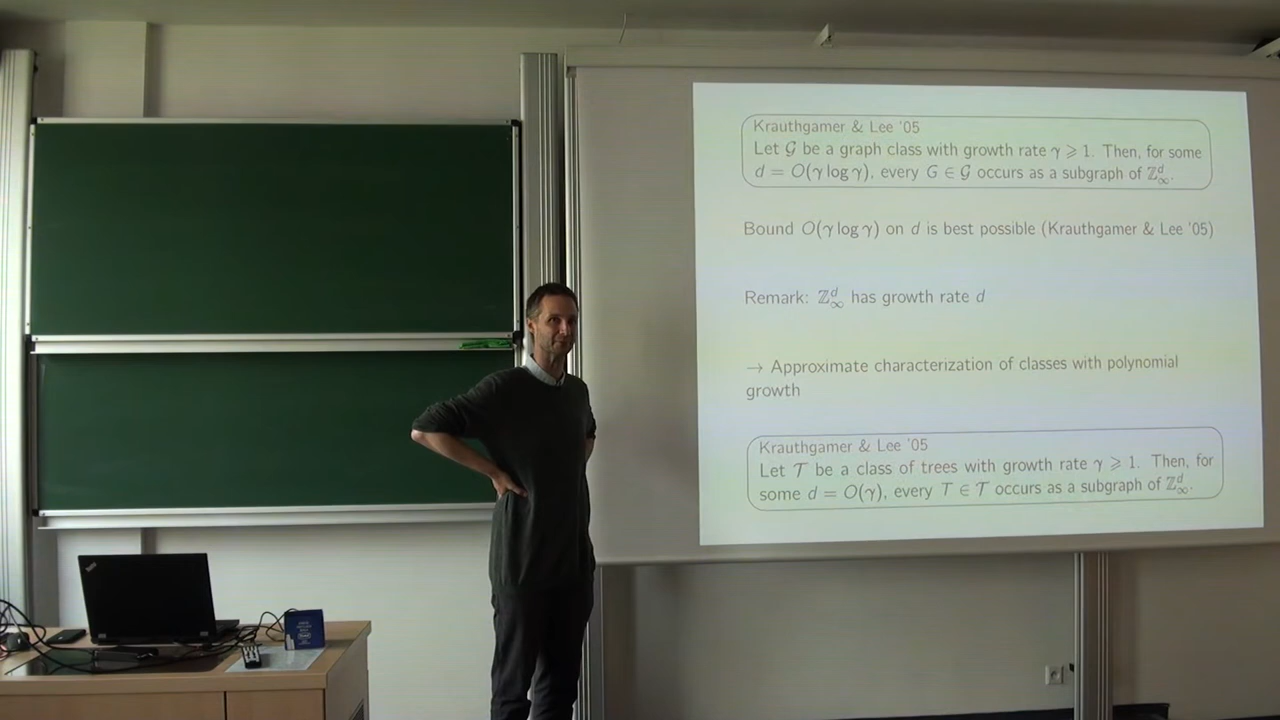 Krauthgamer & Lee '05
Let 𝒢 be a graph class with growth rate γ ⩾ 1. Then, for some
d = O(γ log γ), every G ∈ 𝒢 occurs as a subgraph of ℤ^d_∞.
Bound O(γ log γ) on d is best possible (Krauthgamer & Lee '05)
Remark: ℤ^d_∞ has growth rate d
→ Approximate characterization of classes with polynomial
growth
Krauthgamer & Lee '05
Let 𝒯 be a class of trees with growth rate γ ⩾ 1. Then, for
some d = O(γ), every T ∈ 𝒯 occurs as a subgraph of ℤ^d_∞.